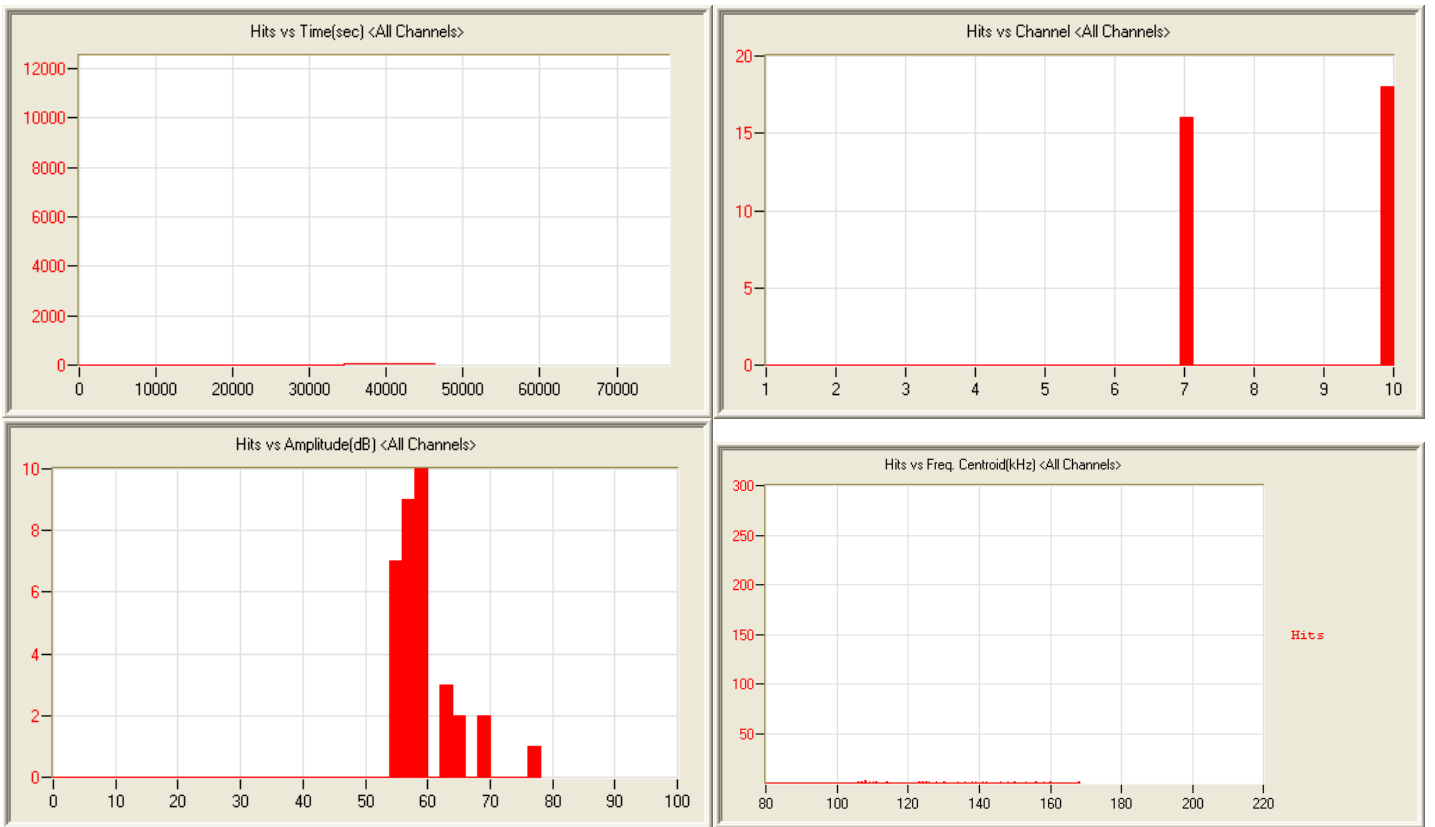 Hits vs Time(sec) <All Channels>
12000
10000
8000
6000
4000
2000
0
0 10000 20000 30000 40000 50000 60000 70000
Hits vs Channel <All Channels>
20
15
10
5
0
1 2 3 4 5 6 7 8 9 10
Hits vs Amplitude(dB) <All Channels>
10
8
6
4
2
0
0 10 20 30 40 50 60 70 80 90 100
Hits vs Freq. Centroid(kHz) <All Channels>
300
250
200
150
100
50
80 100 120 140 160 180 200 220
Hits